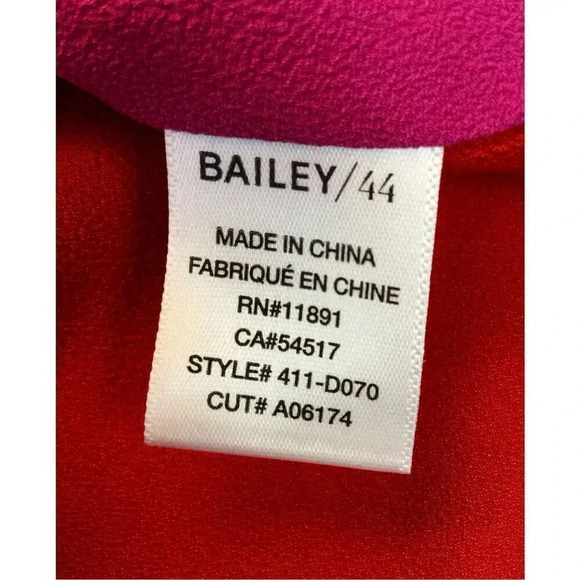 BAILEY/44
MADE IN CHINA
FABRIQUÉ EN CHINE
RN#11891
CA#54517
STYLE# 411-D070
CUT# A06174